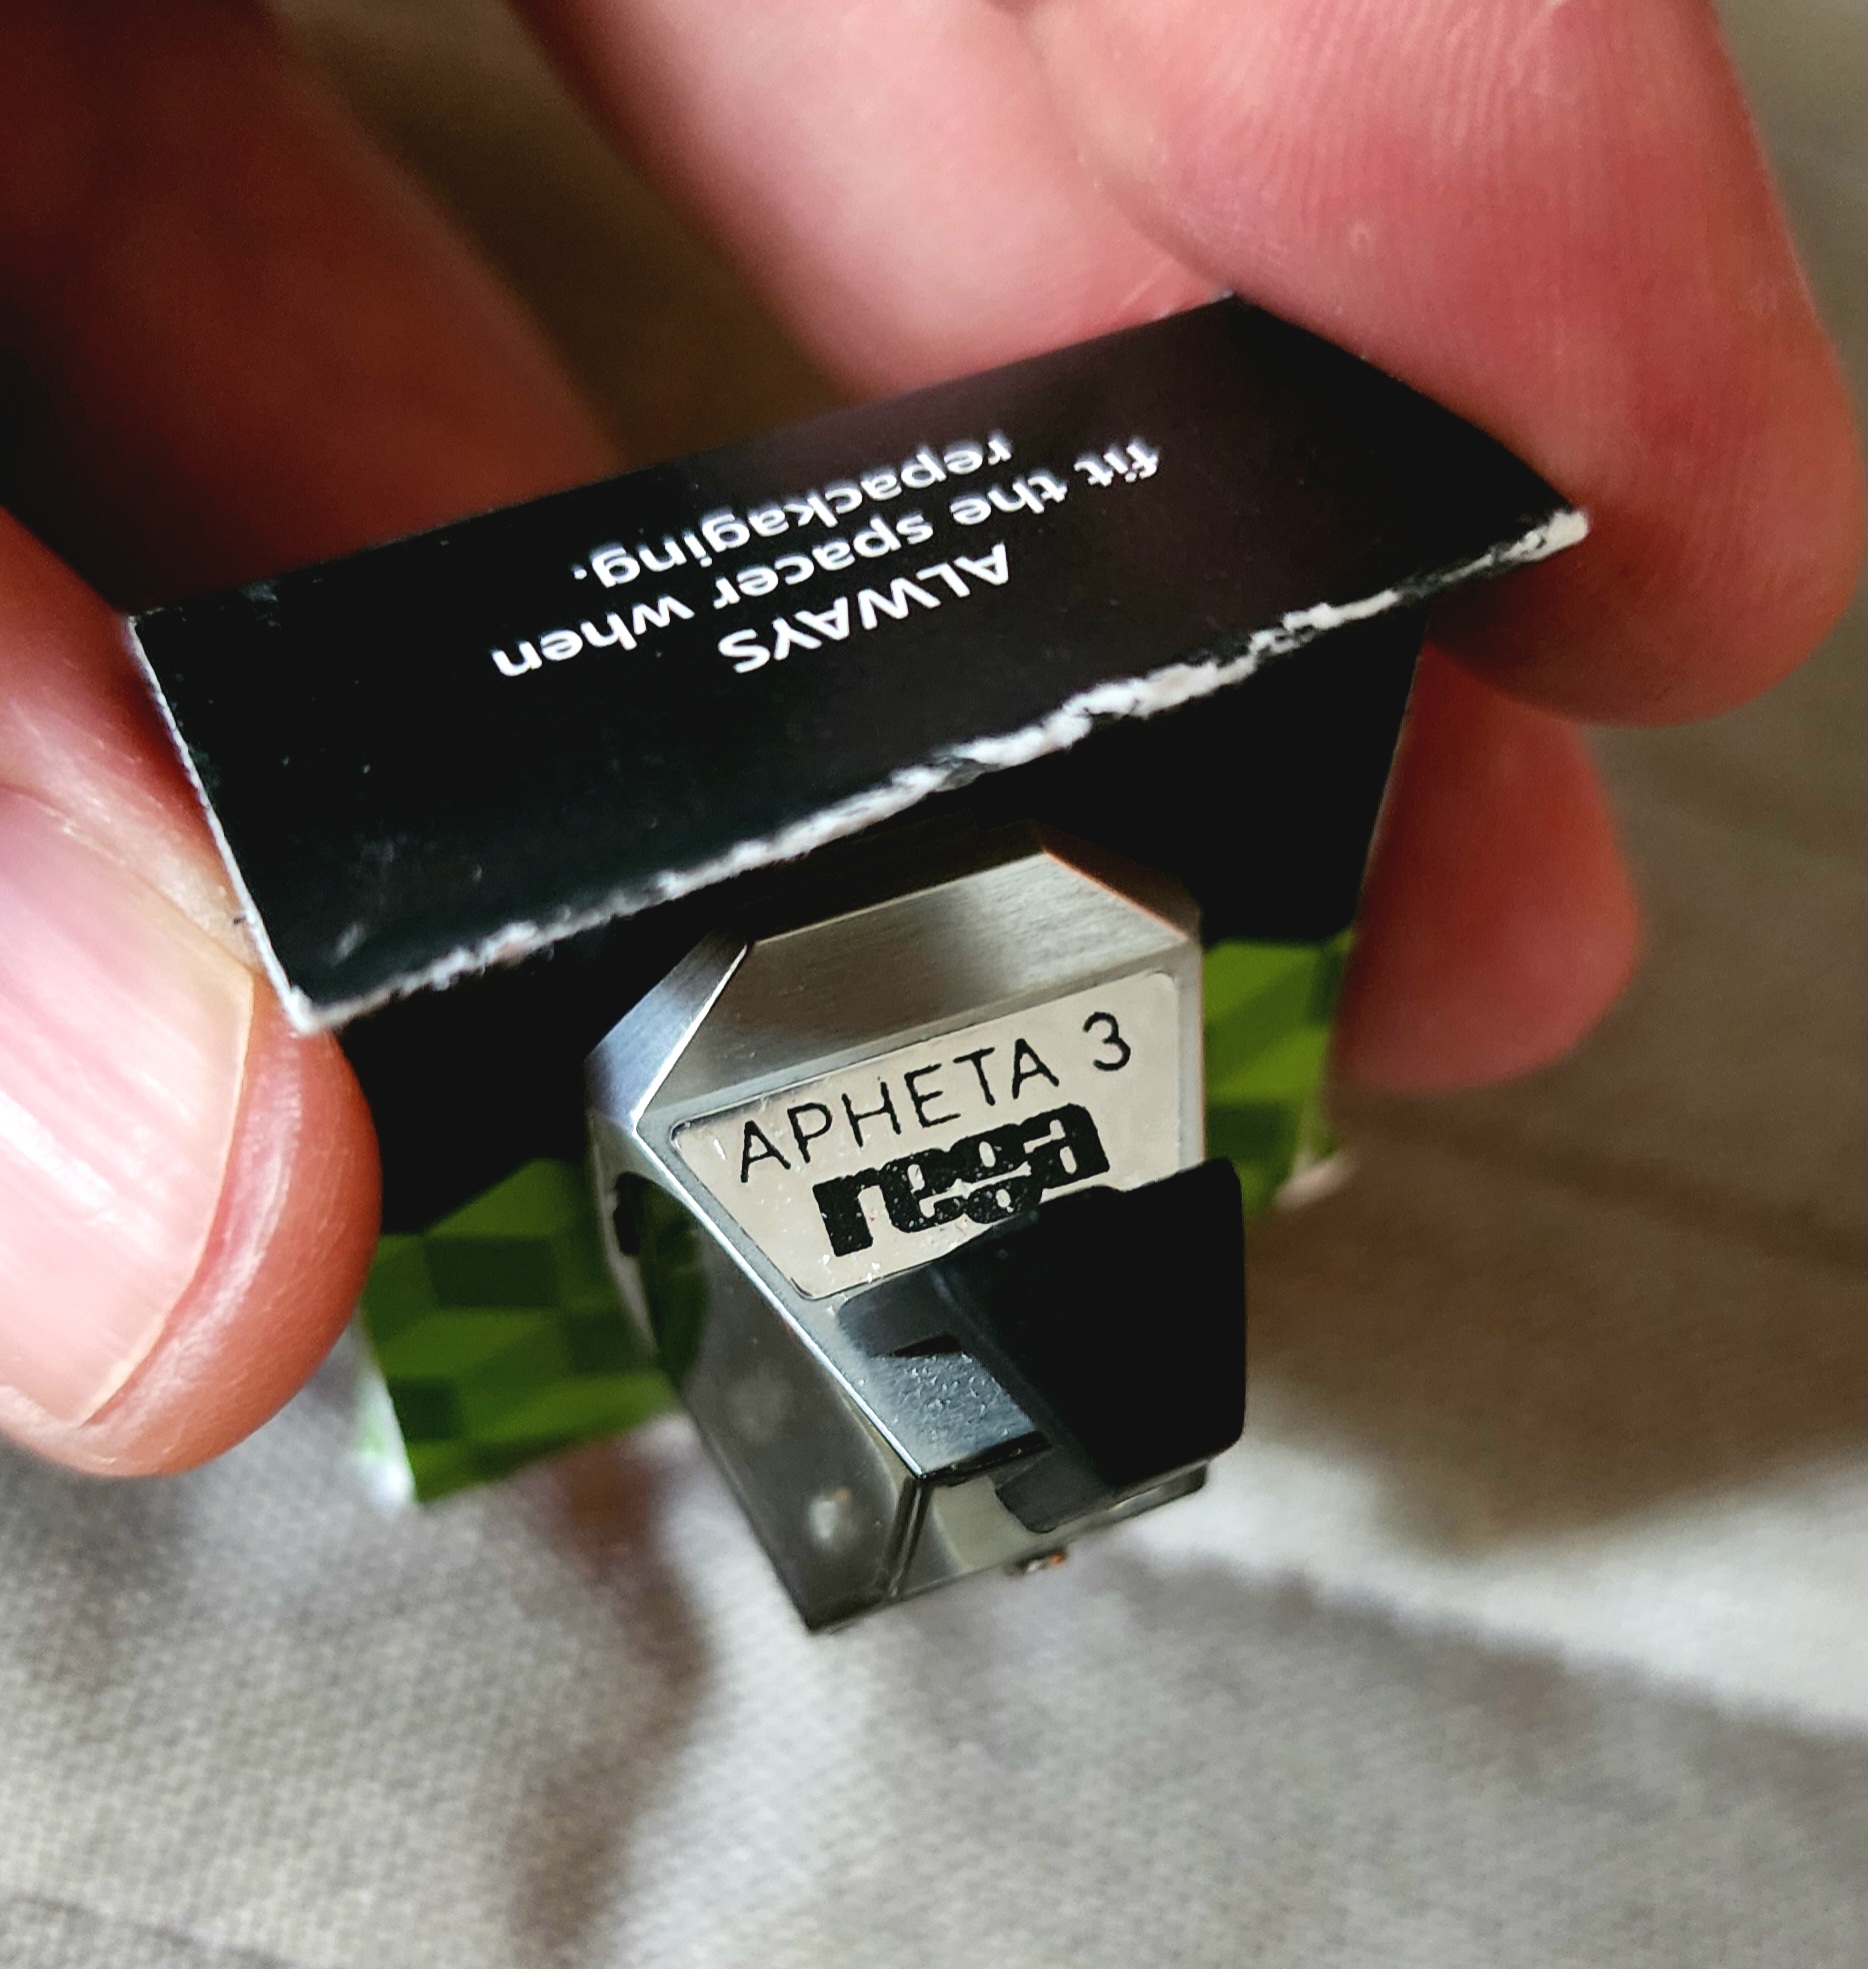 ALWAYS
fit the spacer when
repackaging.
APHETA 3
rega